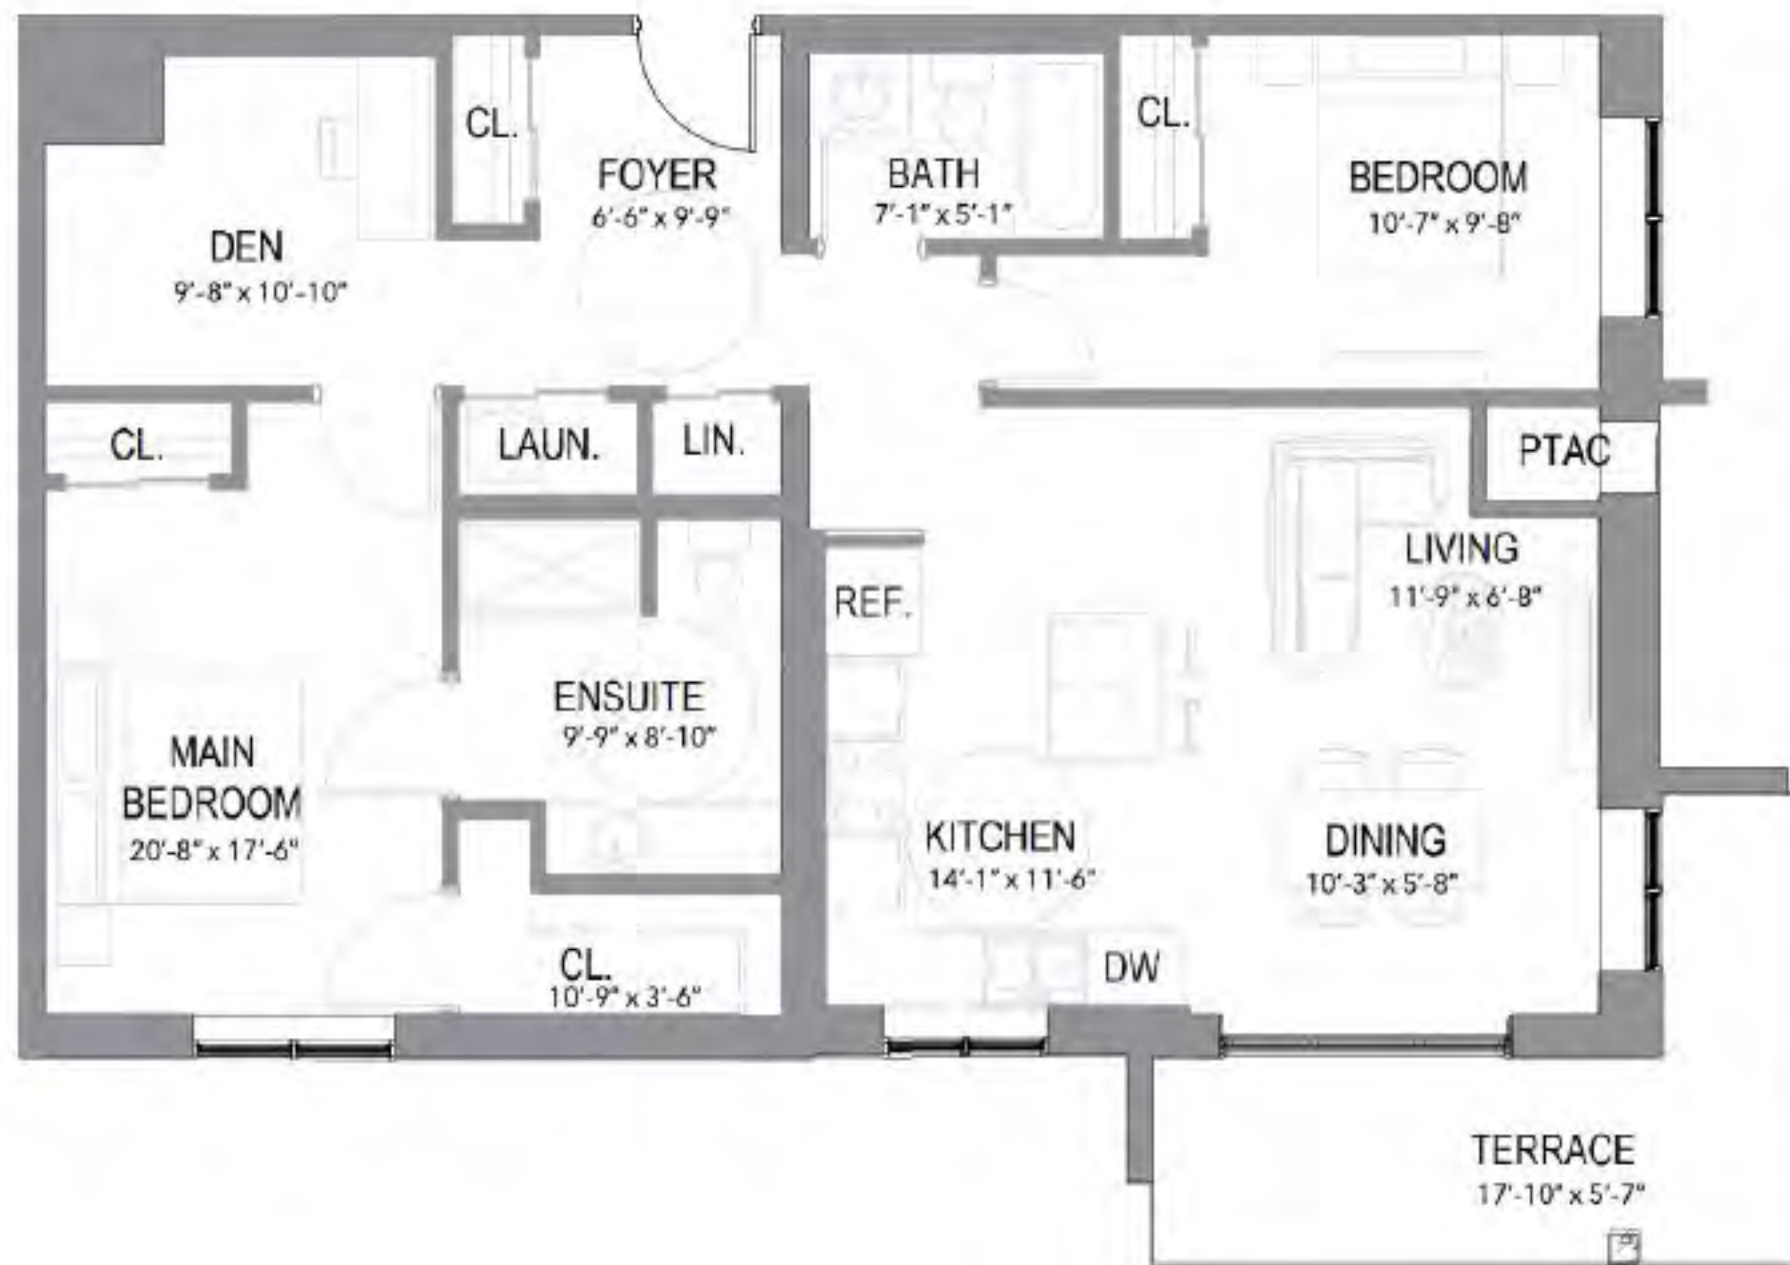 CL.
FOYER
6'-6" x 9'-9"
BATH
7'-1" x 5'-1"
CL.
BEDROOM
10'-7" x 9'-8"
DEN
9'-8" x 10'-10"
CL.
LAUN.
LIN.
PTAC
LIVING
11'-9" x 6'-8"
REF.
ENSUITE
9'-9" x 8'-10"
MAIN
BEDROOM
20'-8" x 17'-6"
KITCHEN
14'-1" x 11'-6"
DINING
10'-3" x 5'-8"
CL.
10'-9" x 3'-6"
DW
TERRACE
17'-10" x 5'-7"